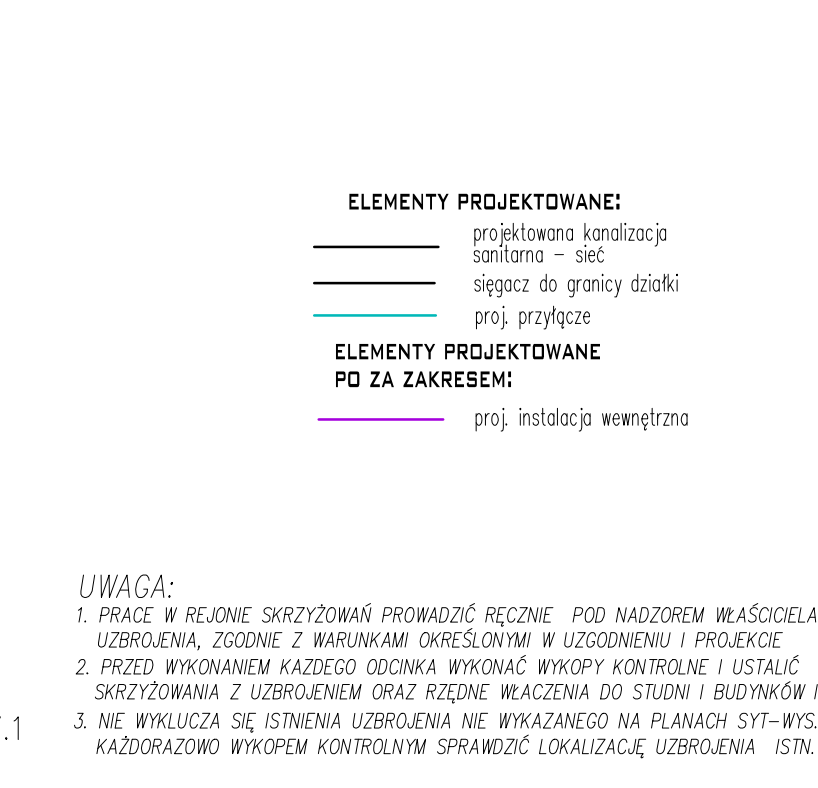 ELEMENTY PROJEKTOWANE:
projektowana kanalizacja
sanitarna – sieć
sięgacz do granicy działki
proj. przyłącze
ELEMENTY PROJEKTOWANE
PO ZA ZAKRESEM:
proj. instalacja wewnętrzna
UWAGA:
1. PRACE W REJONIE SKRZYŻOWAŃ PROWADZIĆ RĘCZNIE POD NADZOREM WŁAŚCICIELA
UZBROJENIA, ZGODNIE Z WARUNKAMI OKREŚLONYMI W UZGODNIENIU I PROJEKCIE
2. PRZED WYKONANIEM KAZDEGO ODCINKA WYKONAĆ WYKOPY KONTROLNE I USTALIĆ
SKRZYŻOWANIA Z UZBROJENIEM ORAZ RZĘDNE WŁACZENIA DO STUDNI I BUDYNKÓW I
3. NIE WYKLUCZA SIĘ ISTNIENIA UZBROJENIA NIE WYKAZANEGO NA PLANACH SYT–WYS.
KAŻDORAZOWO WYKOPEM KONTROLNYM SPRAWDZIĆ LOKALIZACJĘ UZBROJENIA ISTN.
.1